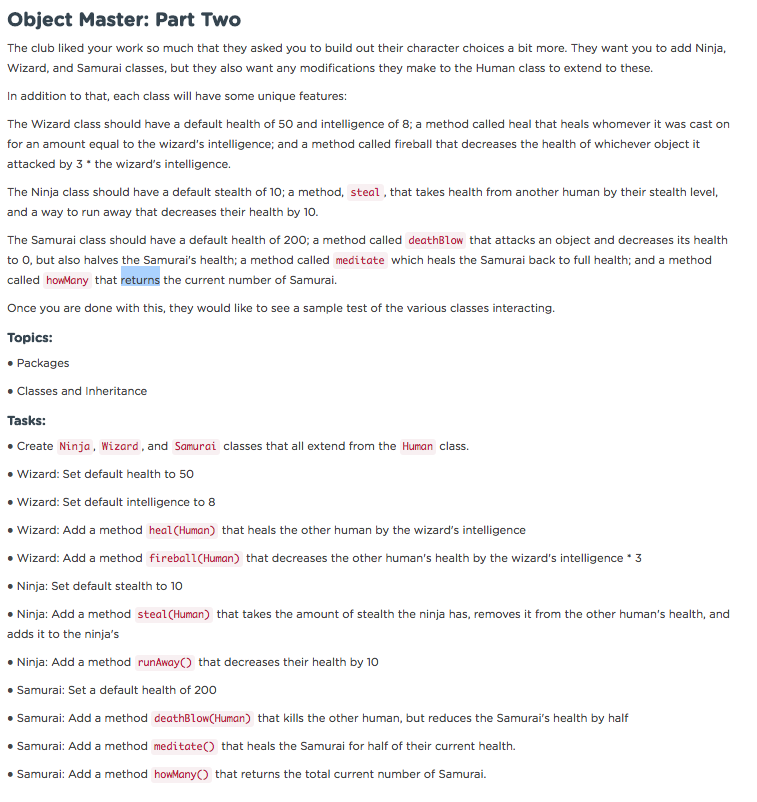 Object Master: Part Two
The club liked your work so much that they asked you to build out their character choices a bit more. They want you to add Ninja,
Wizard, and Samurai classes, but they also want any modifications they make to the Human class to extend to these.
In addition to that, each class will have some unique features:
The Wizard class should have a default health of 50 and intelligence of 8; a method called heal that heals whomever it was cast on
for an amount equal to the wizard's intelligence; and a method called fireball that decreases the health of whichever object it
attacked by 3 * the wizard's intelligence.
The Ninja class should have a default stealth of 10; a method, steal, that takes health from another human by their stealth level,
and a way to run away that decreases their health by 10.
The Samurai class should have a default health of 200; a method called deathBlow that attacks an object and decreases its health
to 0, but also halves the Samurai's health; a method called meditate which heals the Samurai back to full health; and a method
called howMany that returns the current number of Samurai.
Once you are done with this, they would like to see a sample test of the various classes interacting.
Topics:
• Packages
• Classes and Inheritance
Tasks:
• Create Ninja, Wizard, and Samurai classes that all extend from the Human class.
• Wizard: Set default health to 50
• Wizard: Set default intelligence to 8
• Wizard: Add a method heal(Human) that heals the other human by the wizard's intelligence
• Wizard: Add a method fireball(Human) that decreases the other human's health by the wizard's intelligence * 3
• Ninja: Set default stealth to 10
• Ninja: Add a method steal(Human) that takes the amount of stealth the ninja has, removes it from the other human's health, and
adds it to the ninja's
• Ninja: Add a method runAway() that decreases their health by 10
• Samurai: Set a default health of 200
• Samurai: Add a method deathBlow(Human) that kills the other human, but reduces the Samurai's health by half
• Samurai: Add a method meditate() that heals the Samurai for half of their current health.
• Samurai: Add a method howMany() that returns the total current number of Samurai.